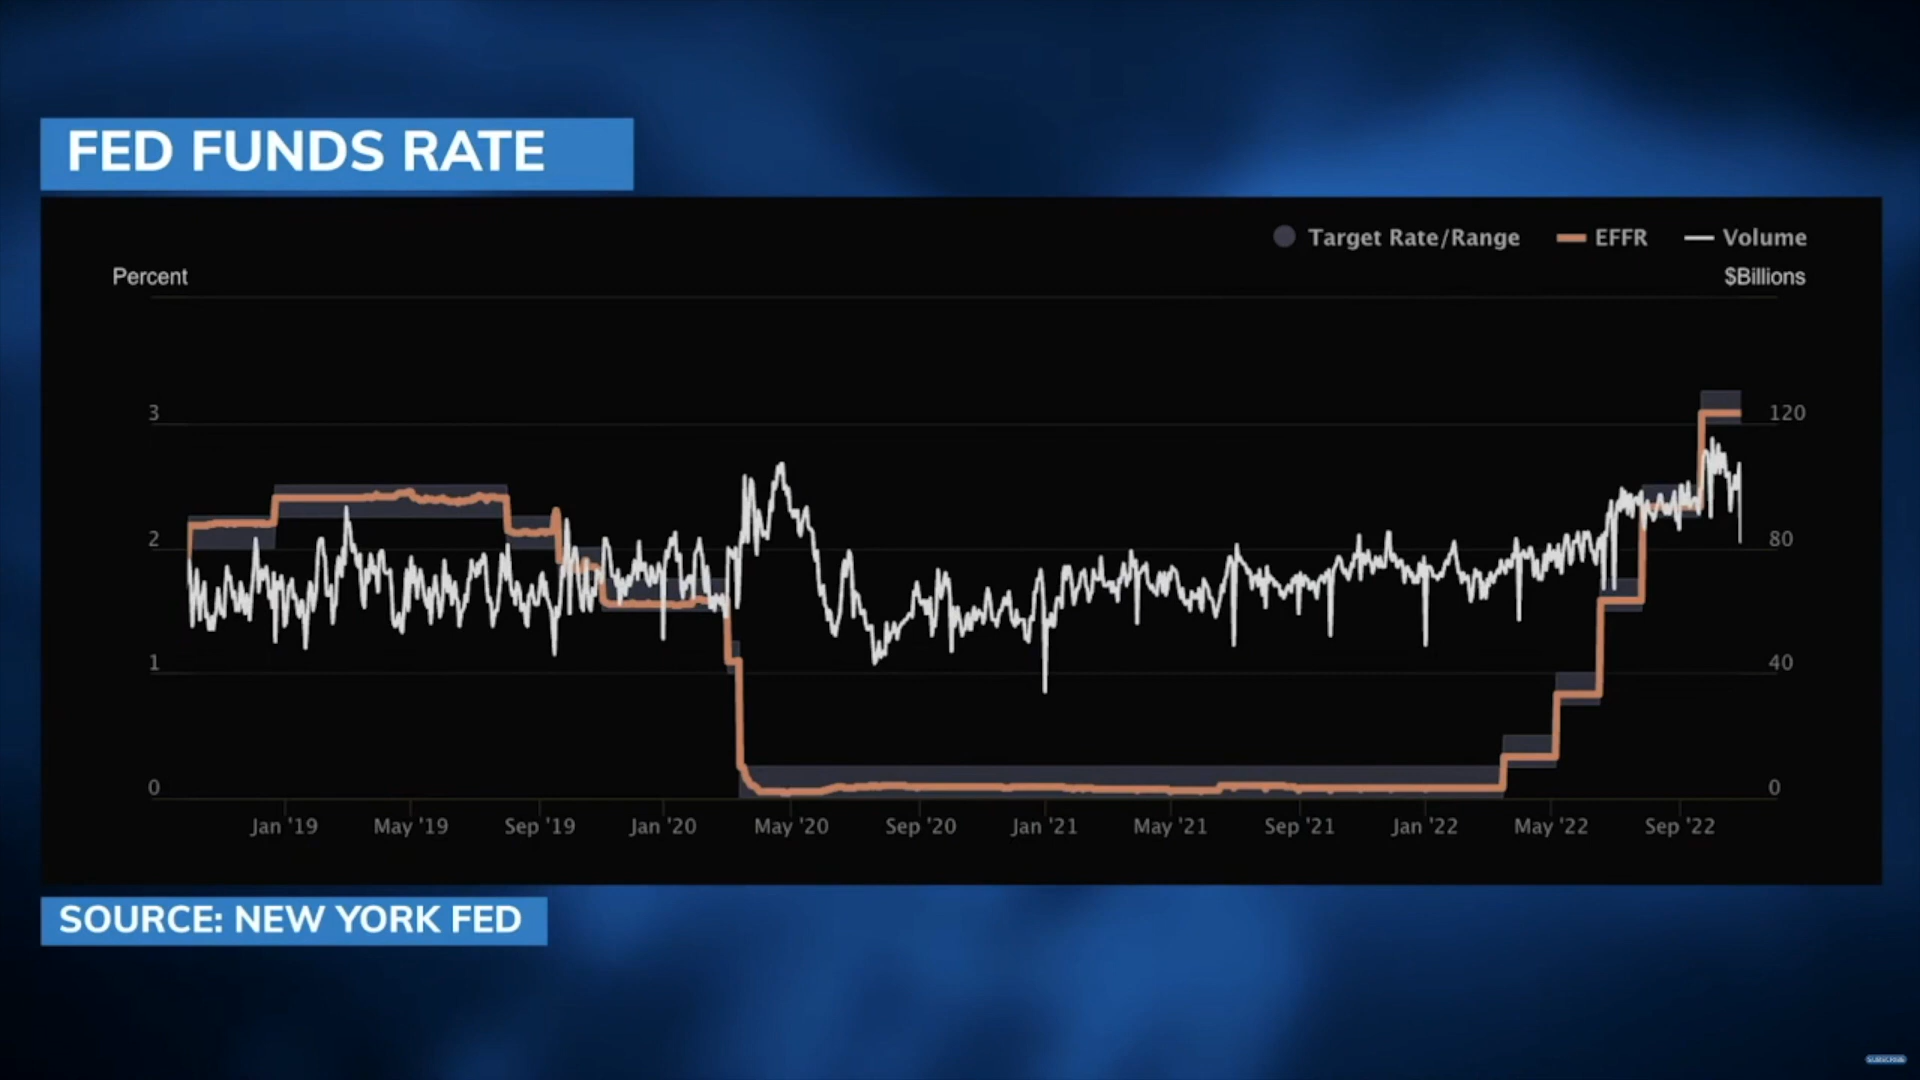 FED FUNDS RATE
Target Rate/Range EFFR Volume
Percent $Billions
3 120
2 80
1 40
0 0
Jan '19 May '19 Sep '19 Jan '20 May '20 Sep '20 Jan '21 May '21 Sep '21 Jan '22 May '22 Sep '22
SOURCE: NEW YORK FED
SUBSCRIBE